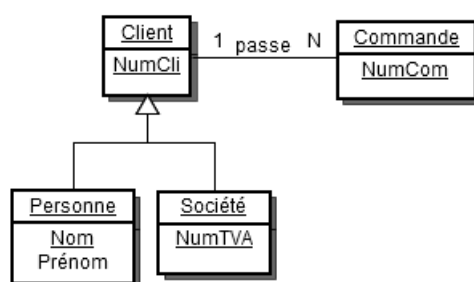 Client
NumCli
1 passe N
Commande
NumCom
Personne
Nom
Prénom
Société
NumTVA